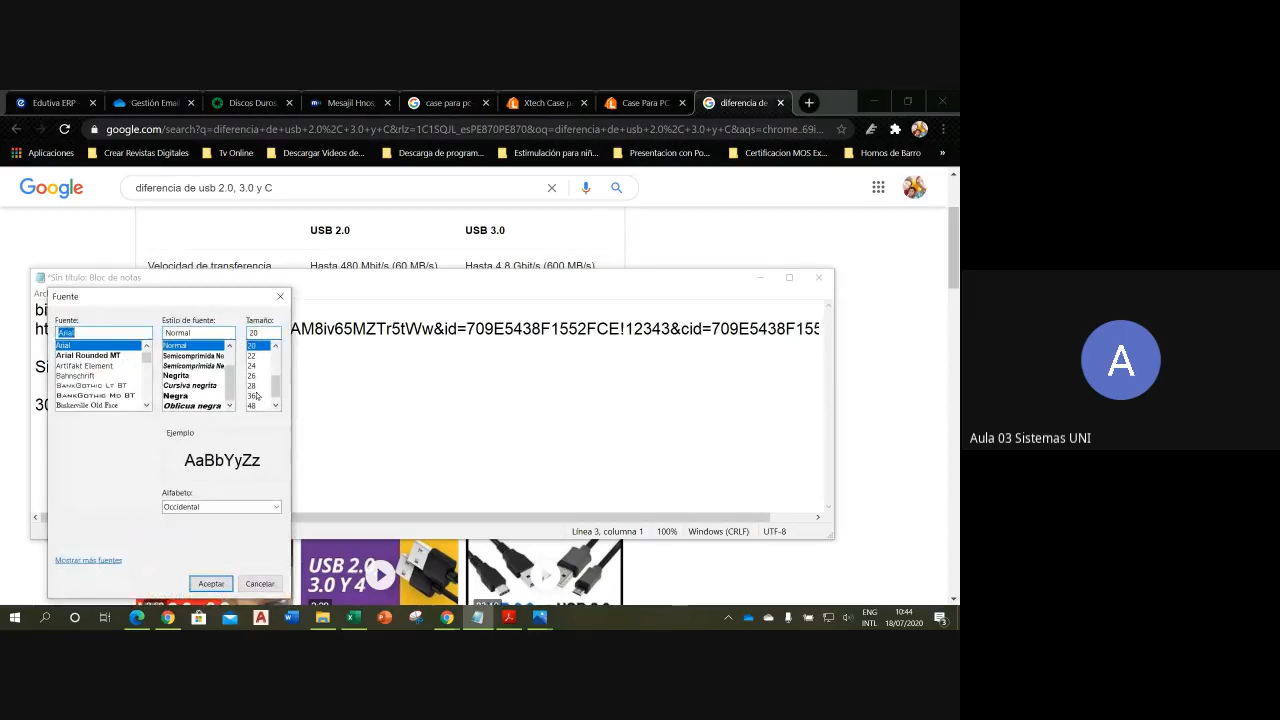 Edutiva ERP
Gestión Email
Discos Duros
Mesajil Hnos
case para pc
Xtech Case p
Case Para PC
diferencia de
google.com/search?q=diferencia+de+usb+2.0%2C+3.0+y+C&rlz=1C1SQJL_esPE870PE870&oq=diferencia+de+usb+2.0%2C+3.0+y+C&aqs=chrome..69i...
Aplicaciones
Crear Revistas Digitales
Tv Online
Descargar Videos de...
Descarga de program...
Estimulación para niñ...
Presentacion con Po...
Certificacion MOS Ex...
Hornos de Barro
»
Google
diferencia de usb 2.0, 3.0 y C
USB 2.0 USB 3.0
Velocidad de transferencia Hasta 480 Mbit/s (60 MB/s) Hasta 4.8 Gbit/s (600 MB/s)
*Sin título: Bloc de notas
Arc
bi
ht
AM8iv65MZTr5tWw&id=709E5438F1552FCE!12343&cid=709E5438F155
Si
30
Fuente
Fuente: Estilo de fuente: Tamaño:
Arial Normal 20
Arial Normal 20
Arial Rounded MT Semicomprimida Ne 22
Artifakt Element Semicomprimida Ne 24
Bahnschrift Negrita 26
BankGothic Lt BT Cursiva negrita 28
BankGothic Md BT Negra 36
Baskerville Old Face Oblicua negra 48
Ejemplo
AaBbYyZz
Alfabeto:
Occidental
Mostrar más fuentes
Aceptar Cancelar
Línea 3, columna 1 100% Windows (CRLF) UTF-8
USB 2.0
3.0 Y 4
ENG
INTL
10:44
18/07/2020
A
Aula 03 Sistemas UNI